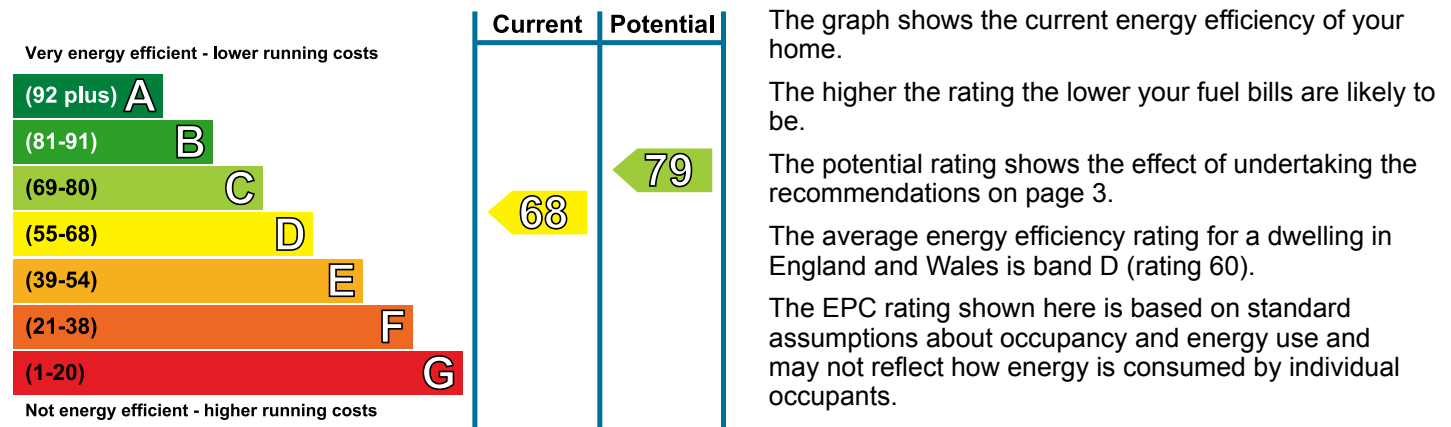 Current Potential
Very energy efficient - lower running costs
(92 plus) A
(81-91) B
(69-80) C
79
(55-68) D
68
(39-54) E
(21-38) F
(1-20) G
Not energy efficient - higher running costs
The graph shows the current energy efficiency of your
home.
The higher the rating the lower your fuel bills are likely to
be.
The potential rating shows the effect of undertaking the
recommendations on page 3.
The average energy efficiency rating for a dwelling in
England and Wales is band D (rating 60).
The EPC rating shown here is based on standard
assumptions about occupancy and energy use and
may not reflect how energy is consumed by individual
occupants.